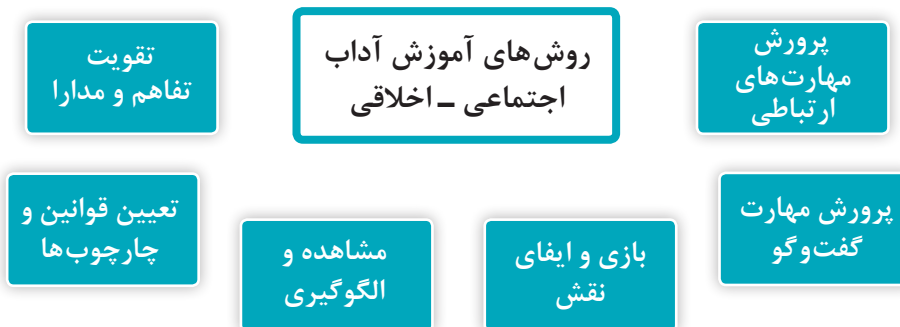 روش‌های آموزش آداب
اجتماعی ـ اخلاقی
پرورش
مهارت‌های
ارتباطی
پرورش مهارت
گفت‌وگو
بازی و ایفای
نقش
مشاهده و
الگوگیری
تعیین قوانین و
چارچوب‌ها
تقویت
تفاهم و مدارا